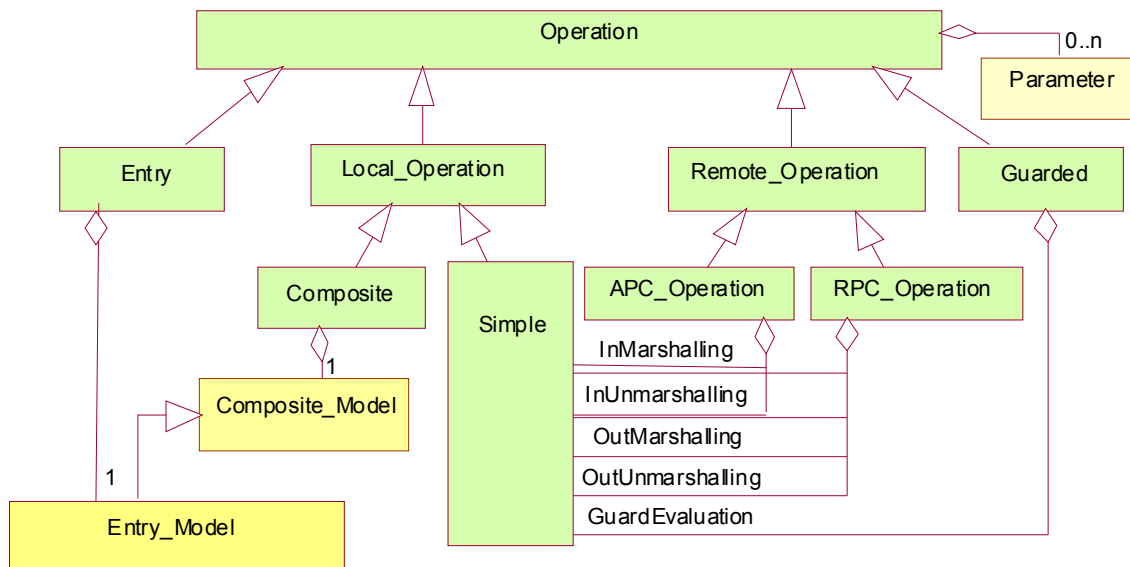 Operation
0..n
Parameter
Entry
Local_Operation
Remote_Operation
Guarded
Composite
APC_Operation
RPC_Operation
Simple
InMarshalling
1
Composite_Model
InUnmarshalling
OutMarshalling
1
OutUnmarshalling
Entry_Model
GuardEvaluation